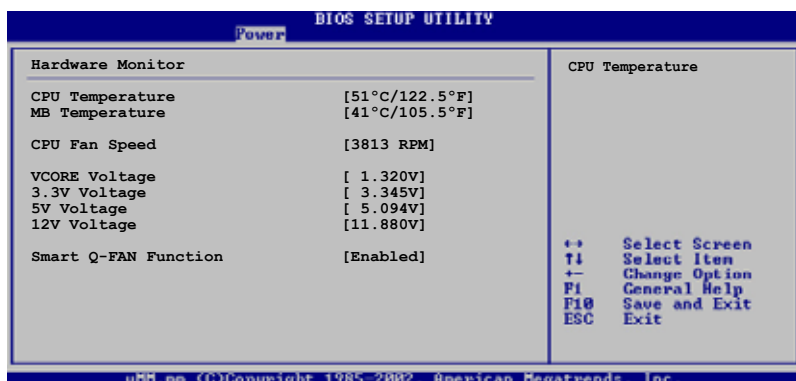 BIOS SETUP UTILITY
Power
Hardware Monitor
CPU Temperature [51°C/122.5°F]
MB Temperature [41°C/105.5°F]
CPU Fan Speed [3813 RPM]
VCORE Voltage [ 1.320V]
3.3V Voltage [ 3.345V]
5V Voltage [ 5.094V]
12V Voltage [11.880V]
Smart Q-FAN Function [Enabled]
CPU Temperature
↔ Select Screen
↑↓ Select Item
+- Change Option
F1 General Help
F10 Save and Exit
ESC Exit
(C)Copyright 1985-2002, American Megatrends, Inc